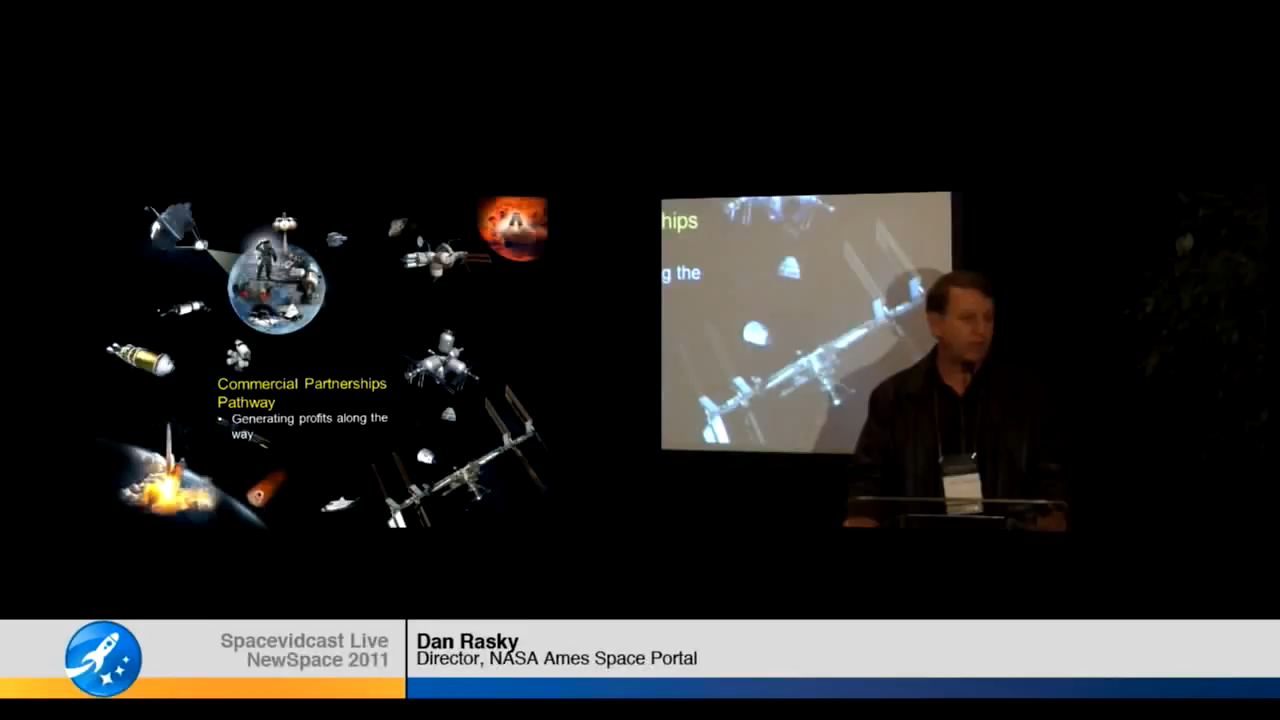 Commercial Partnerships
Pathway
• Generating profits along the
way
hips
g the
Spacevidcast Live
NewSpace 2011
Dan Rasky
Director, NASA Ames Space Portal